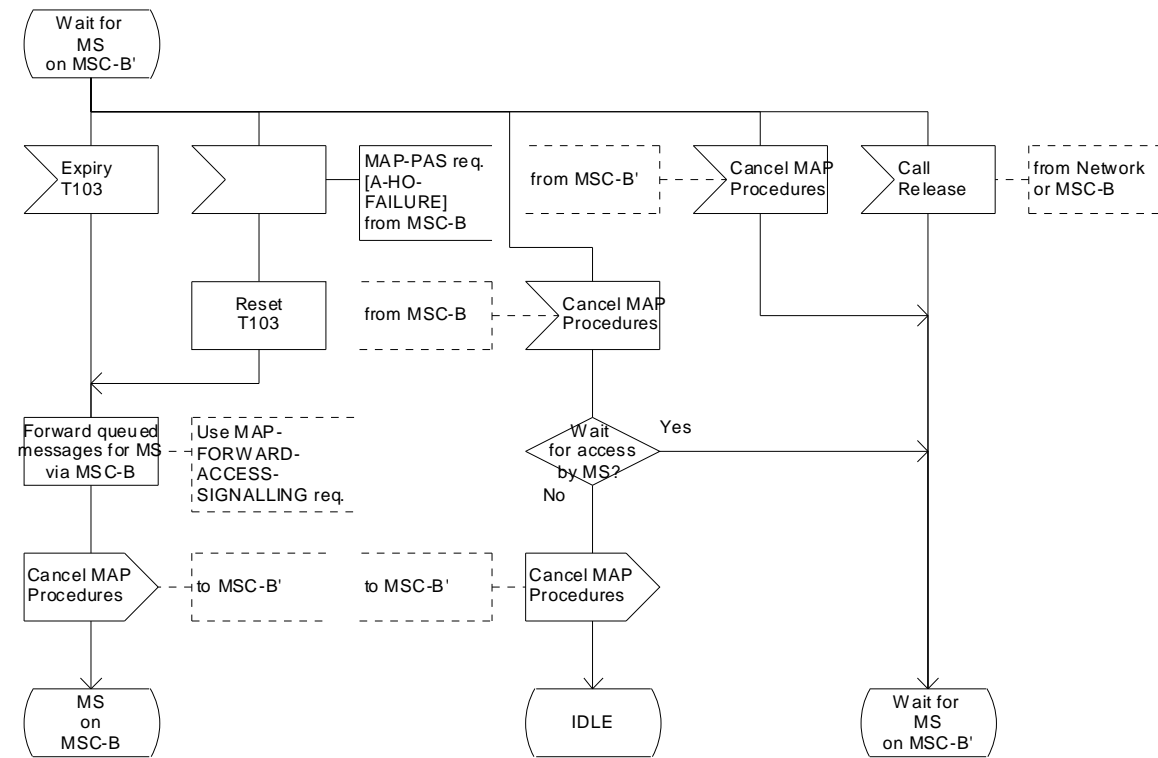 Wait for
MS
on MSC-B'
Expiry
T103
MAP-PAS req.
[A-HO-
FAILURE]
from MSC-B
from MSC-B'
Cancel MAP
Procedures
Call
Release
from Network
or MSC-B
Reset
T103
from MSC-B
Cancel MAP
Procedures
Forward queued
messages for MS
via MSC-B
Use MAP-
FORWARD-
ACCESS-
SIGNALLING req.
Wait
for access
by MS?
Yes
No
Cancel MAP
Procedures
to MSC-B'
to MSC-B'
Cancel MAP
Procedures
MS
on
MSC-B
IDLE
Wait for
MS
on MSC-B'